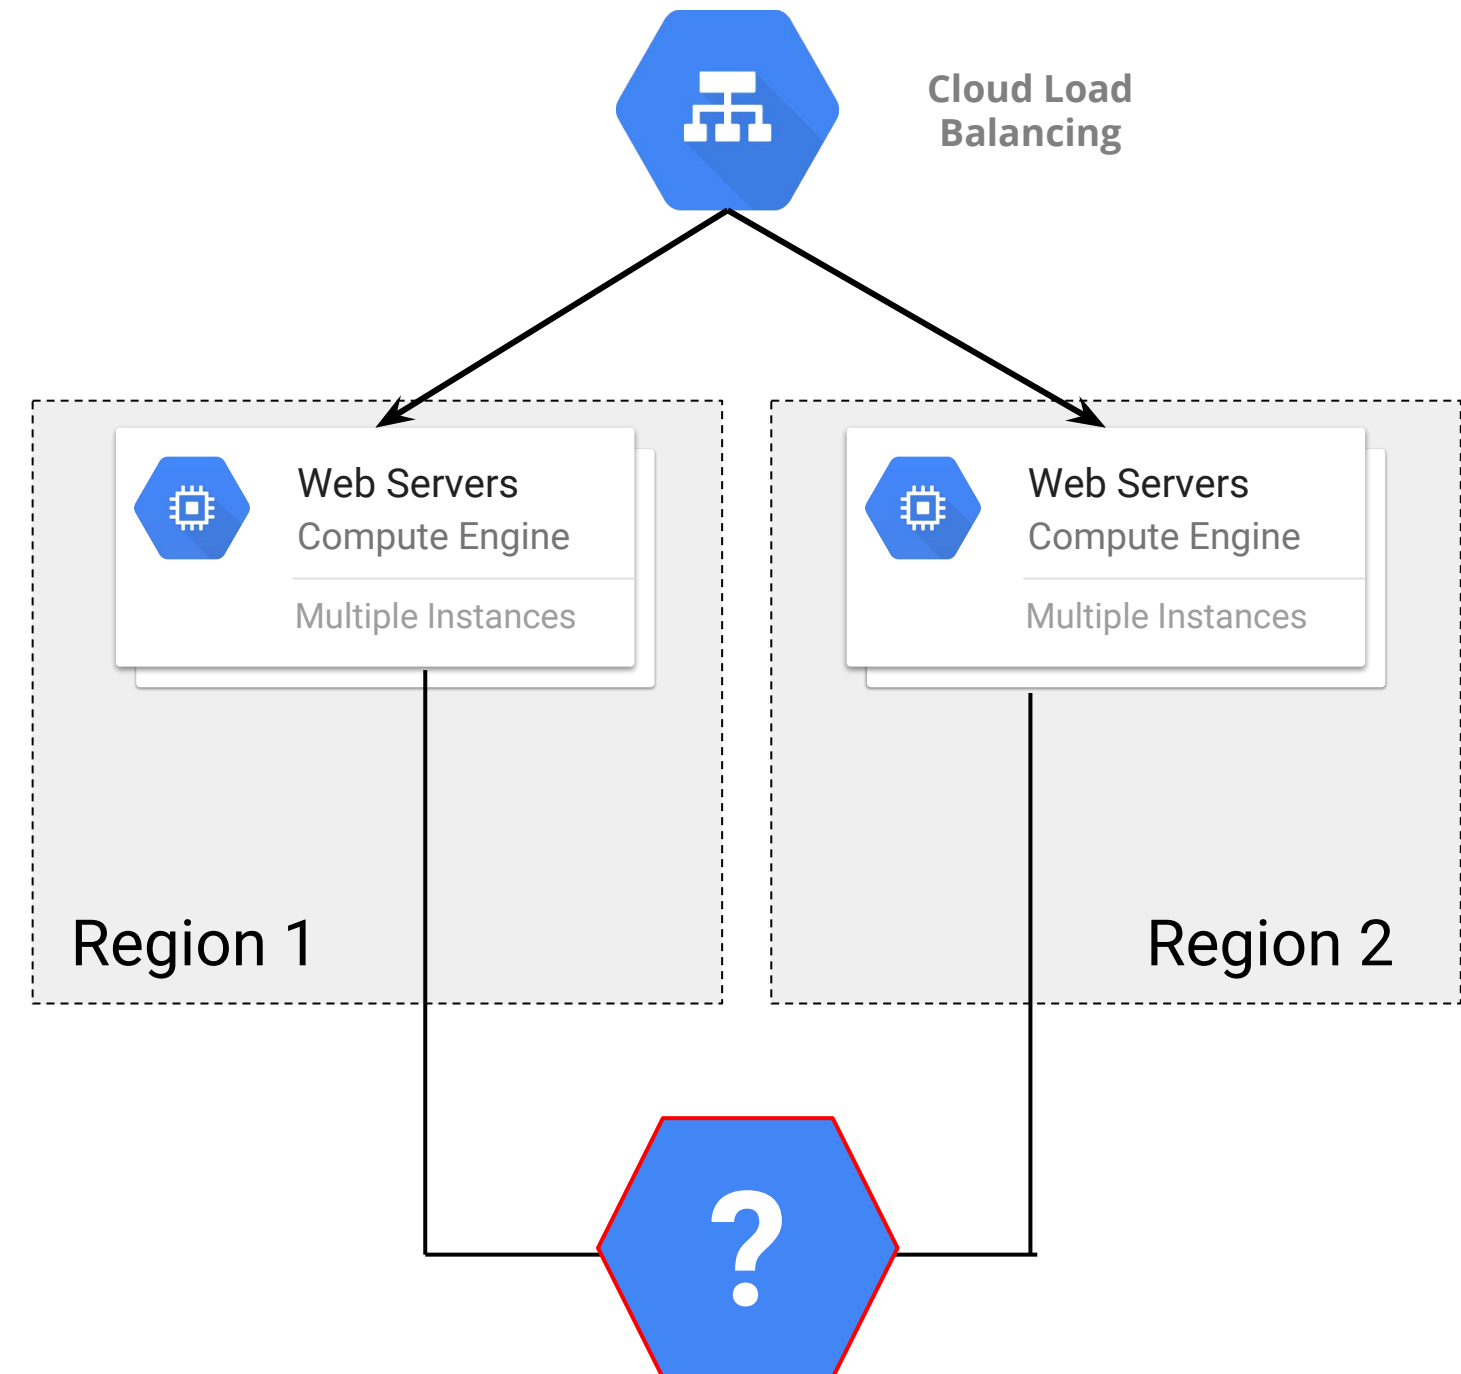 Cloud Load
Balancing
Web Servers
Compute Engine
Multiple Instances
Web Servers
Compute Engine
Multiple Instances
Region 1
Region 2
?